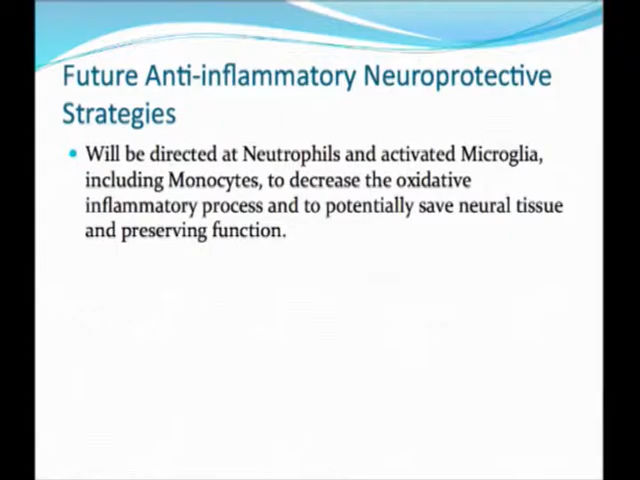 Future Anti-inflammatory Neuroprotective
Strategies
Will be directed at Neutrophils and activated Microglia,
including Monocytes, to decrease the oxidative
inflammatory process and to potentially save neural tissue
and preserving function.